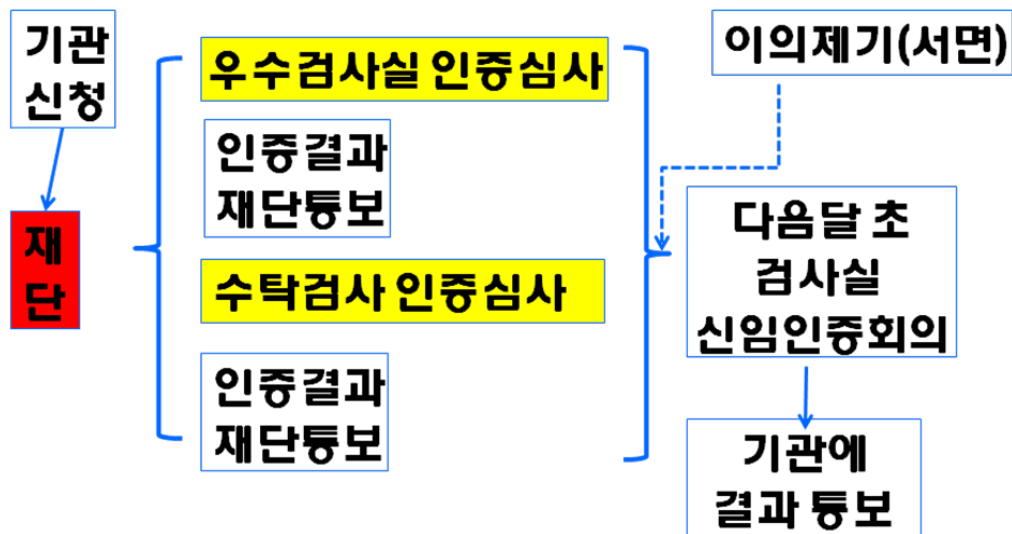 기관
신청
재
단
우수검사실 인증심사
인증결과
재단통보
수탁검사 인증심사
인증결과
재단통보
이의제기(서면)
다음달 초
검사실
신임인증회의
기관에
결과 통보